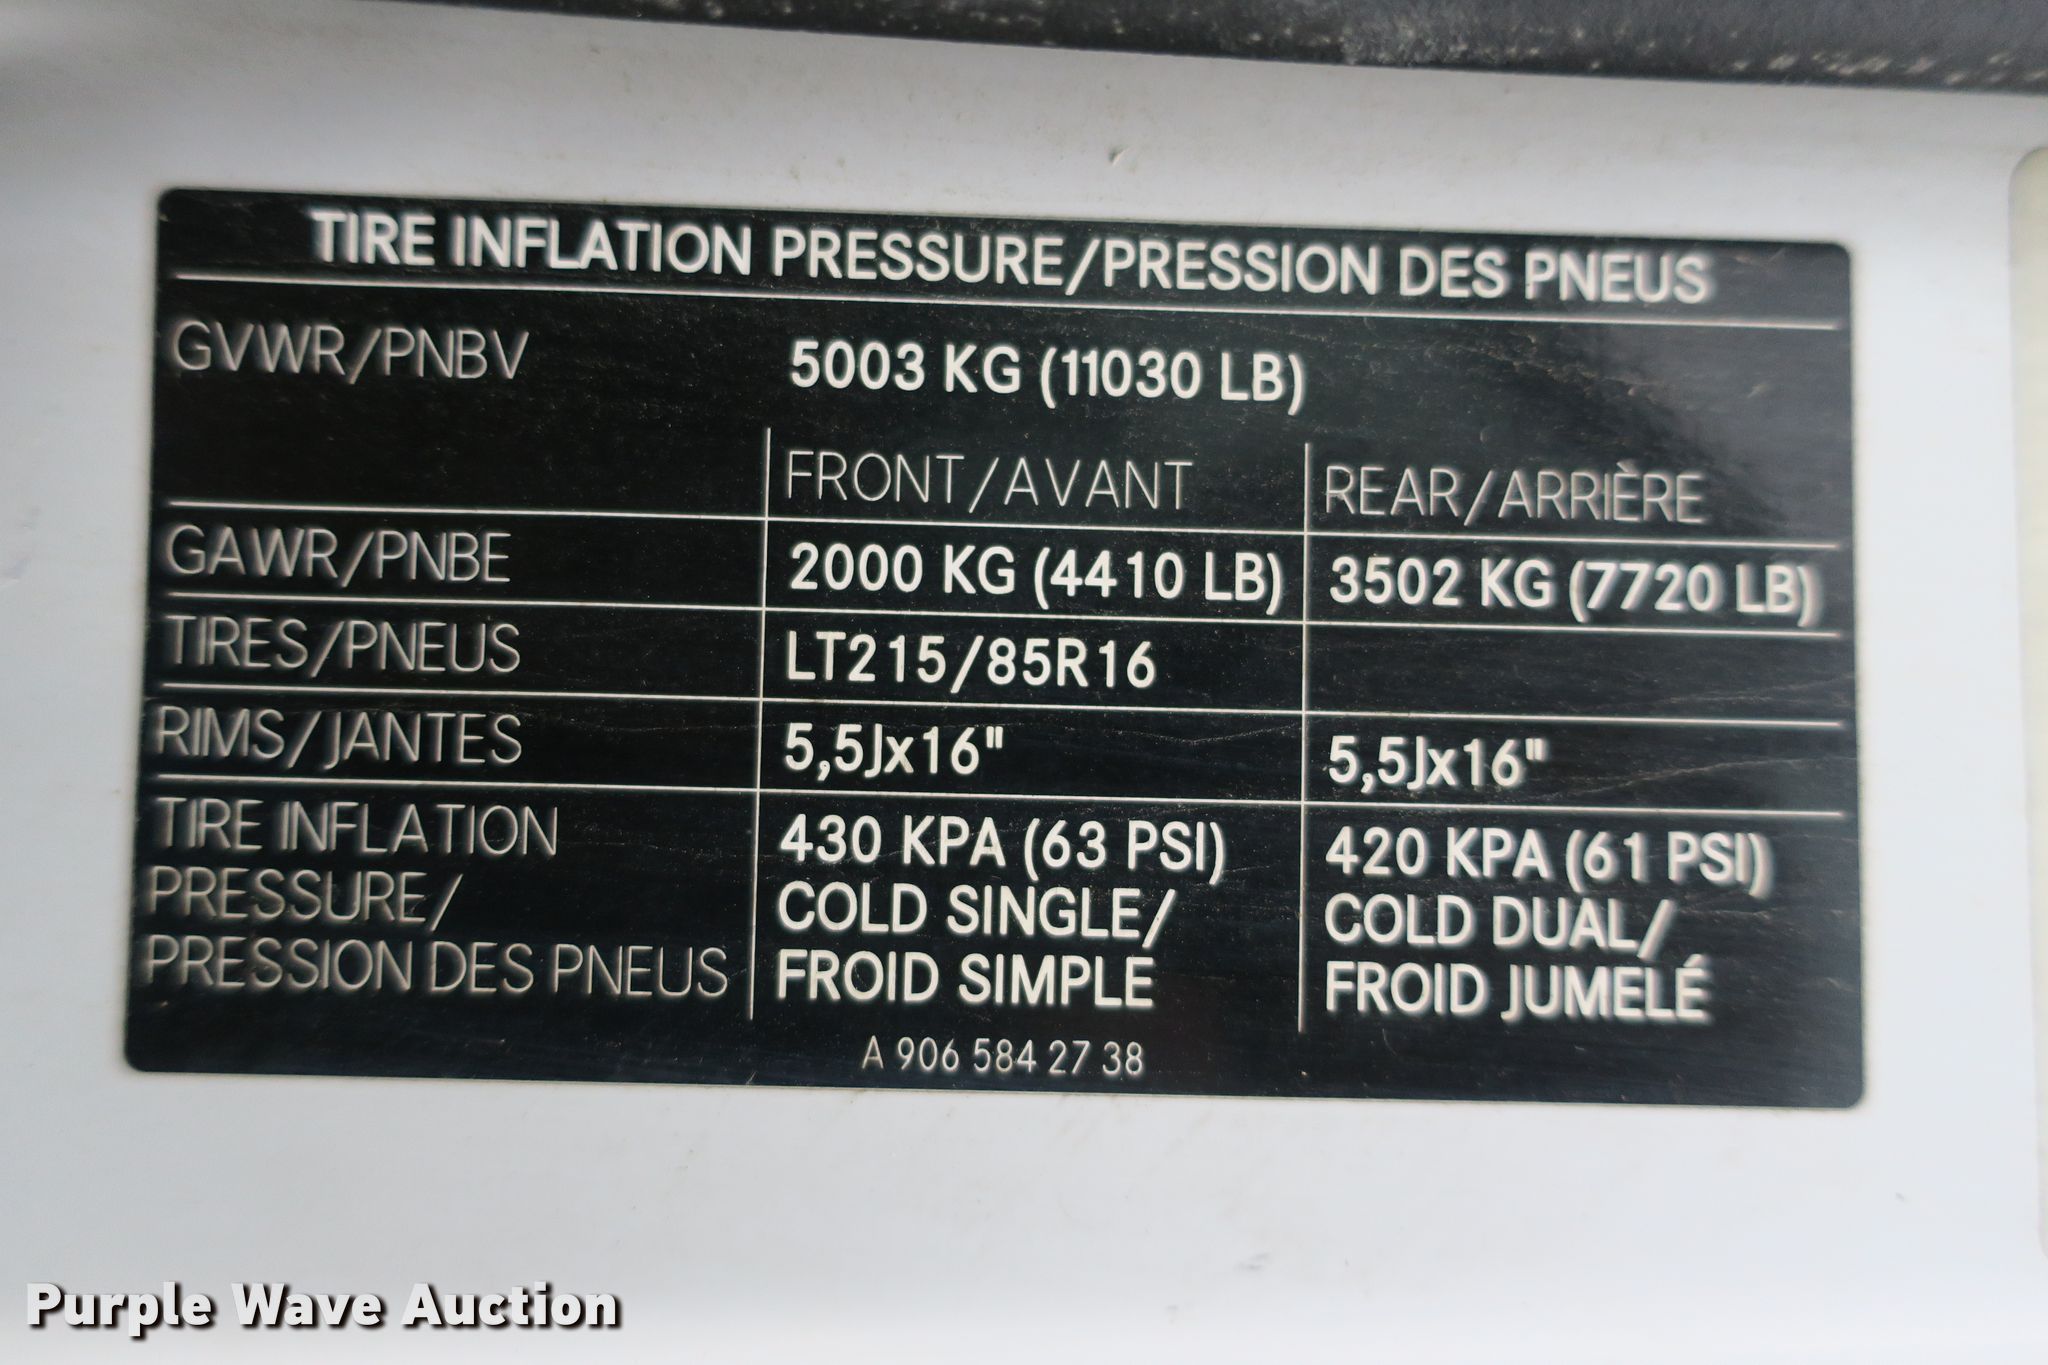 TIRE INFLATION PRESSURE/PRESSION DES PNEUS
GVWR/PNBV 5003 KG (11030 LB)
FRONT/AVANT REAR/ARRIÈRE
GAWR/PNBE 2000 KG (4410 LB) 3502 KG (7720 LB)
TIRES/PNEUS LT215/85R16
RIMS/JANTES 5,5Jx16" 5,5Jx16"
TIRE INFLATION 430 KPA (63 PSI) 420 KPA (61 PSI)
PRESSURE/ COLD SINGLE/ COLD DUAL/
PRESSION DES PNEUS FROID SIMPLE FROID JUMELÉ
A 906 584 27 38
Purple Wave Auction